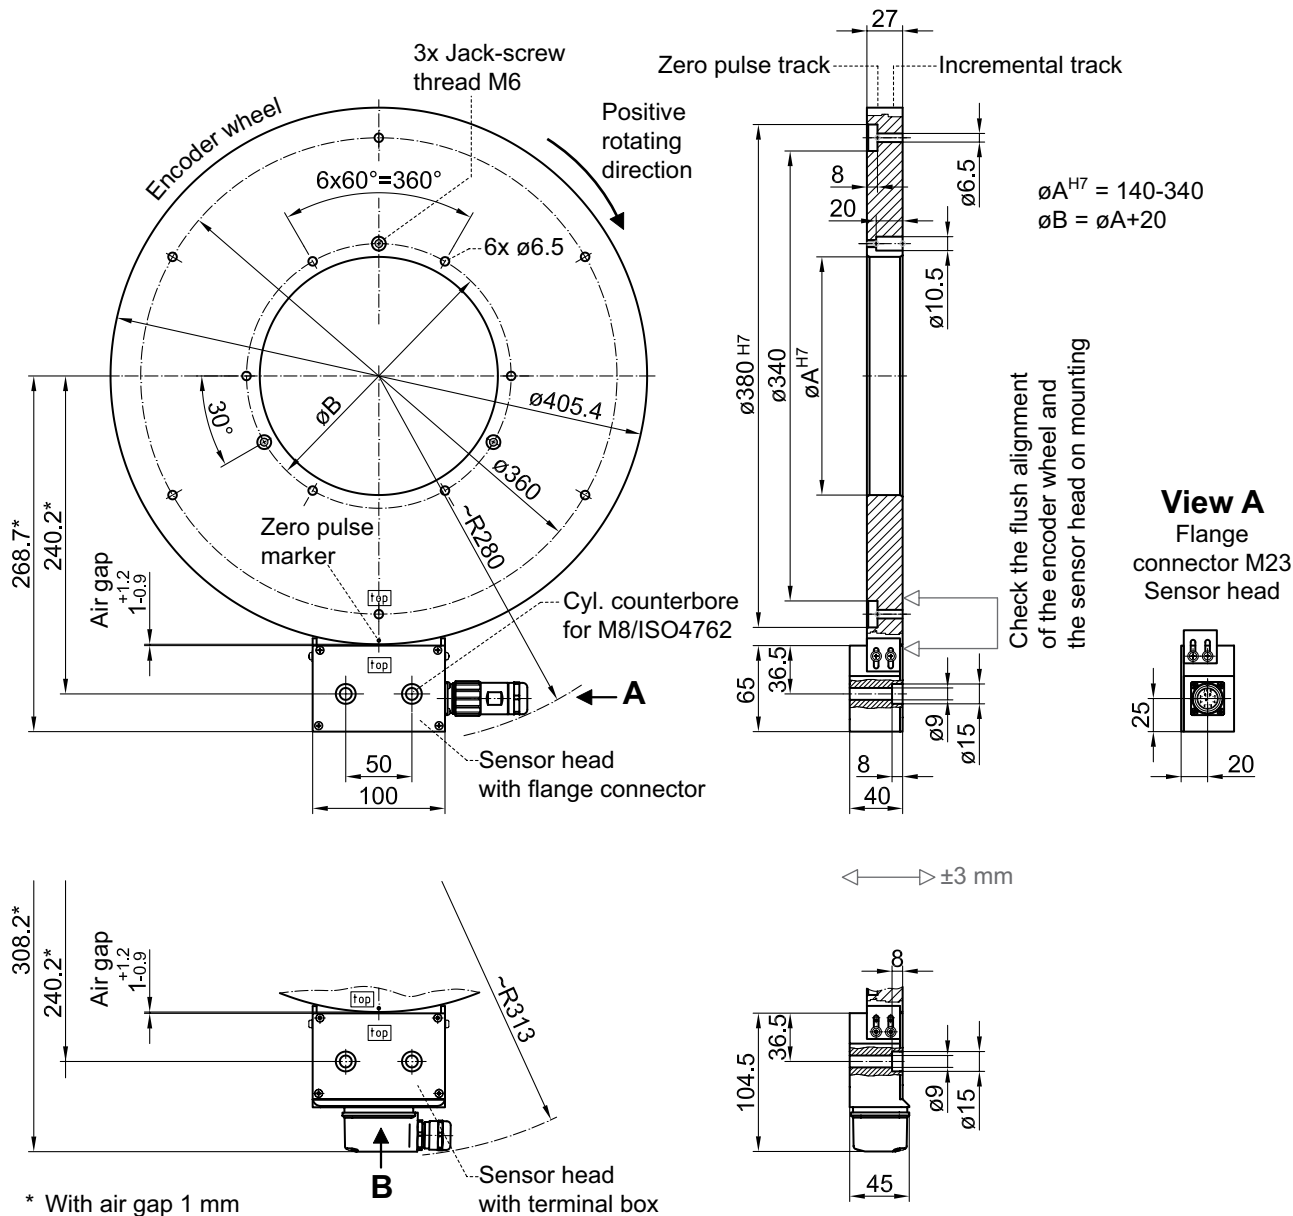 27
3x Jack-screw
thread M6
Zero pulse track
Incremental track
Encoder wheel
Positive
rotating
direction
6x60°=360°
8
20
ø6.5
øA^H7 = 140-340
øB = øA+20
6x ø6.5
ø10.5
ø380 H7
ø340
øA^H7
30°
øB
ø405.4
ø360
~R280
Check the flush alignment
of the encoder wheel and
the sensor head on mounting
268.7*
240.2*
Air gap
+1.2
1-0.9
Zero pulse
marker
top
Cyl. counterbore
for M8/ISO4762
top
A
View A
Flange
connector M23
Sensor head
65
36.5
ø9
ø15
25
20
50
100
Sensor head
with flange connector
8
40
±3 mm
308.2*
240.2*
Air gap
+1.2
1-0.9
top
top
~R313
8
36.5
104.5
ø9
ø15
B
Sensor head
with terminal box
45
* With air gap 1 mm